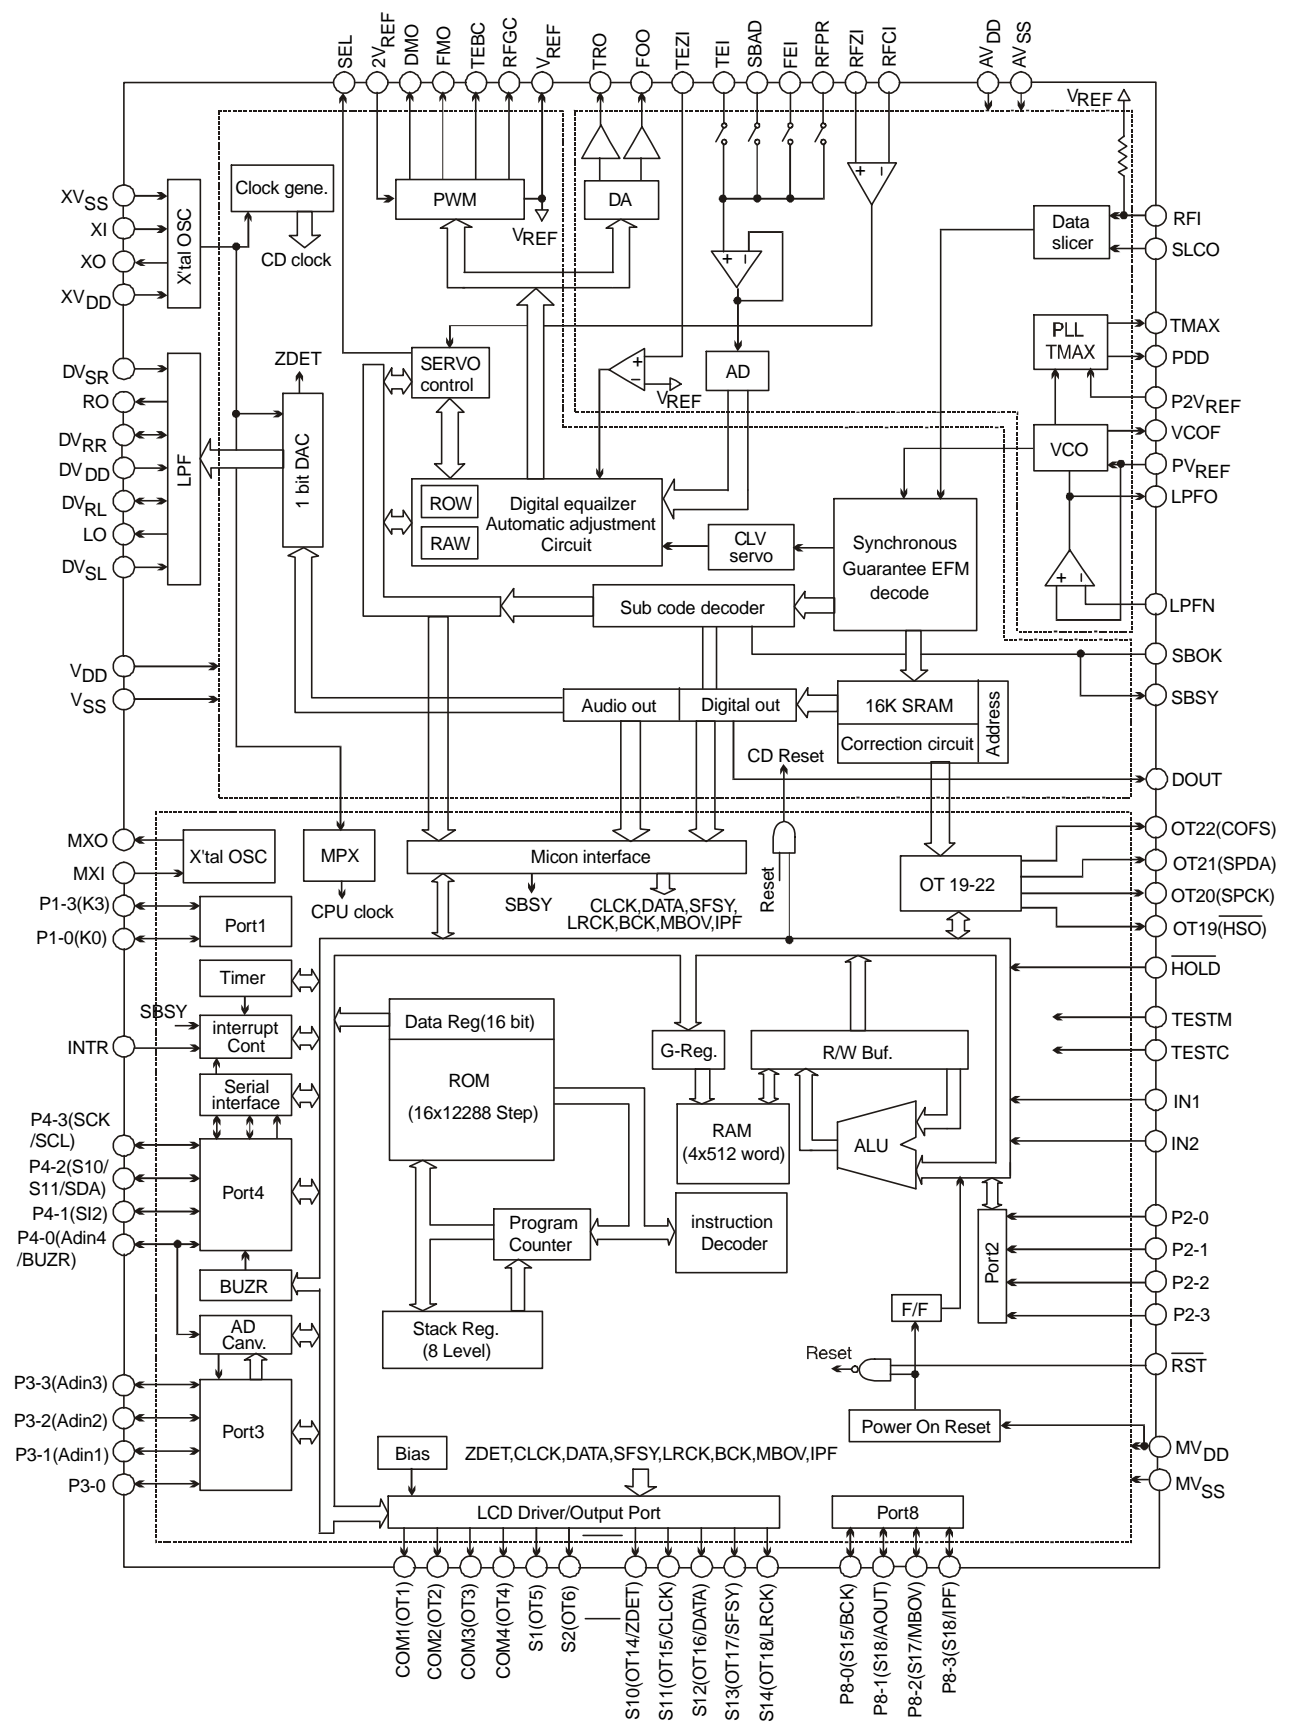 SEL
2VREF
DMO
FMO
TEBC
RFGC
VREF
TRO
FOO
TEZI
TEI
SBAD
FEI
RFPR
RFZI
RFCI
AVDD
AVSS
VREF
XVSS
XI
XO
XVDD
X'tal OSC
Clock gene.
CD clock
PWM
VREF
DA
+ −
+ −
Data
slicer
RFI
SLCO
PLL
TMAX
TMAX
PDD
P2VREF
VCO
VCOF
PVREF
LPFO
+ −
LPFN
DVSR
RO
DVRR
DVDD
DVRL
LO
DVSL
LPF
ZDET
1 bit DAC
SERVO
control
+
−
VREF
AD
ROW
RAW
Digital equailzer
Automatic adjustment
Circuit
CLV
servo
Synchronous
Guarantee EFM
decode
Sub code decoder
VDD
VSS
SBOK
SBSY
Audio out
Digital out
16K SRAM
Correction circuit
Address
CD Reset
DOUT
MXO
MXI
X'tal OSC
MPX
CPU clock
Micon interface
SBSY
CLCK,DATA,SFSY,
LRCK,BCK,MBOV,IPF
Reset
OT 19-22
OT22(COFS)
OT21(SPDA)
OT20(SPCK)
OT19(HSO)
P1-3(K3)
P1-0(K0)
Port1
HOLD
TESTM
TESTC
IN1
IN2
Timer
SBSY
INTR
interrupt
Cont
Serial
interface
Data Reg(16 bit)
ROM
(16x12288 Step)
G-Reg.
R/W Buf.
RAM
(4x512 word)
ALU
P4-3(SCK
/SCL)
P4-2(S10/
S11/SDA)
P4-1(SI2)
P4-0(Adin4
/BUZR)
Port4
BUZR
Program
Counter
instruction
Decoder
Stack Reg.
(8 Level)
Port2
P2-0
P2-1
P2-2
P2-3
F/F
Reset
RST
Power On Reset
MVDD
MVSS
AD
Canv.
P3-3(Adin3)
P3-2(Adin2)
P3-1(Adin1)
P3-0
Port3
Bias
ZDET,CLCK,DATA,SFSY,LRCK,BCK,MBOV,IPF
LCD Driver/Output Port
Port8
COM1(OT1)
COM2(OT2)
COM3(OT3)
COM4(OT4)
S1(OT5)
S2(OT6)
S10(OT14/ZDET)
S11(OT15/CLCK)
S12(OT16/DATA)
S13(OT17/SFSY)
S14(OT18/LRCK)
P8-0(S15/BCK)
P8-1(S18/AOUT)
P8-2(S17/MBOV)
P8-3(S18/IPF)